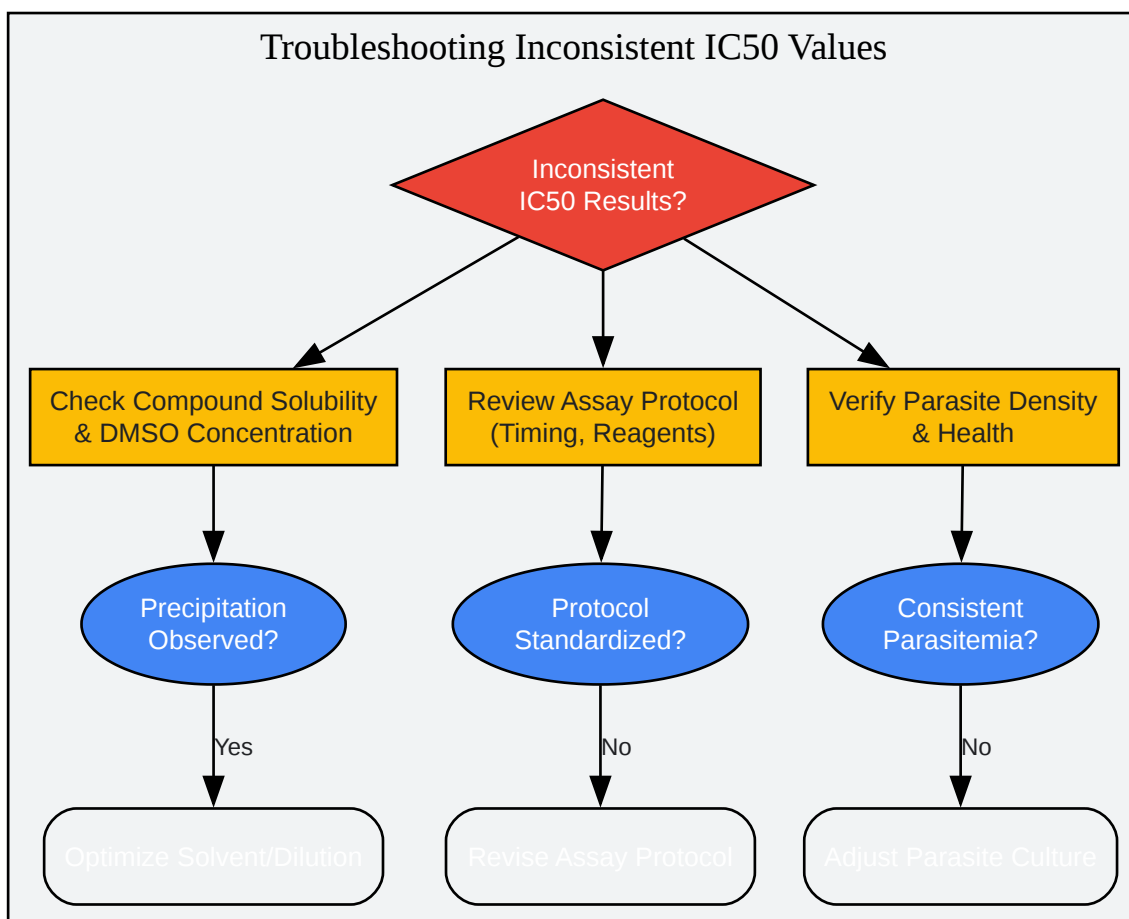 Troubleshooting Inconsistent IC50 Values
Inconsistent
IC50 Results?
Check Compound Solubility
& DMSO Concentration
Review Assay Protocol
(Timing, Reagents)
Verify Parasite Density
& Health
Precipitation
Observed?
Protocol
Standardized?
Consistent
Parasitemia?
Yes
No
No
Optimize Solvent/Dilution
Revise Assay Protocol
Adjust Parasite Culture